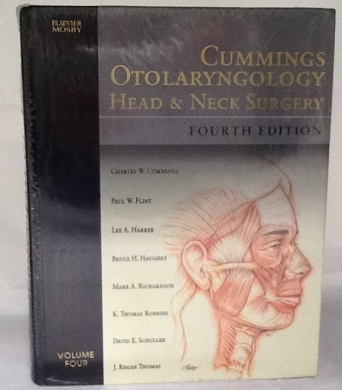 ELSEVIER
MOSBY
CUMMINGS
OTOLARYNGOLOGY
HEAD & NECK SURGERY
FOURTH EDITION
CHARLES W. CUMMINGS
PAUL W. FLINT
LEE A. HARKER
BRUCE H. HAUGHEY
MARK A. RICHARDSON
K. THOMAS ROBBINS
DAVID E. SCHULLER
J. REGAN THOMAS
VOLUME
FOUR